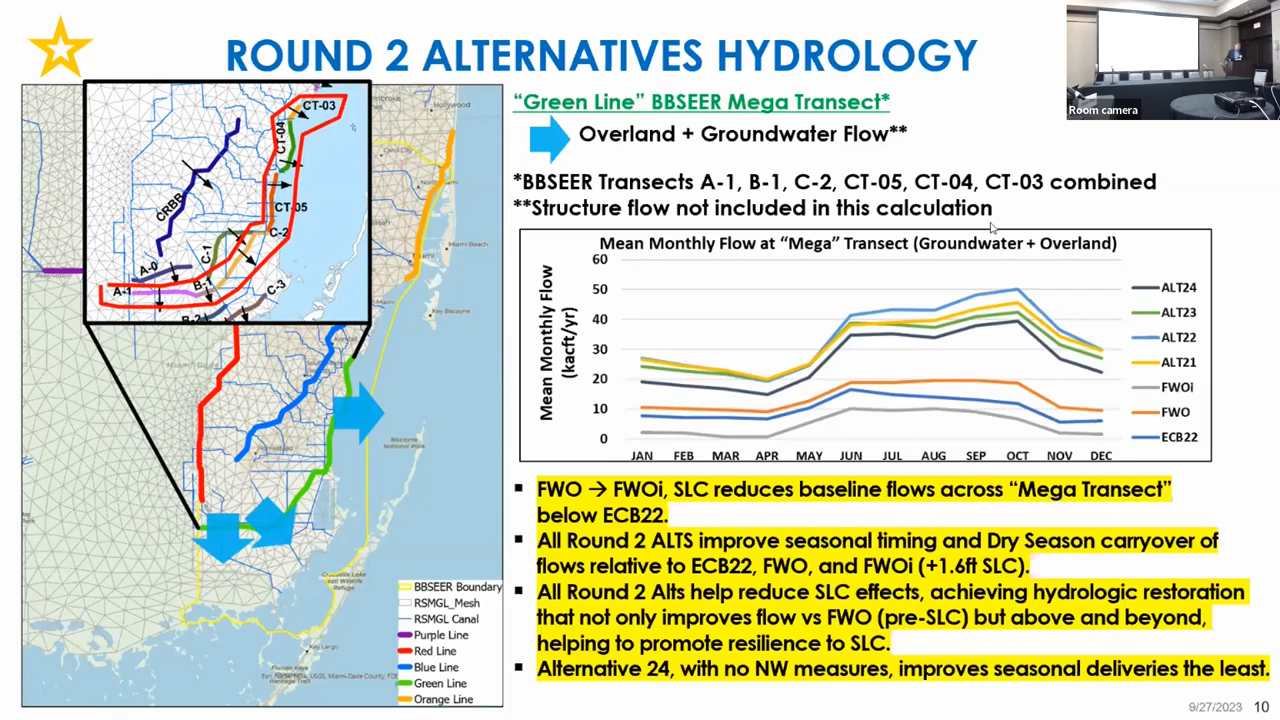 ROUND 2 ALTERNATIVES HYDROLOGY
Room camera
"Green Line" BBSEER Mega Transect*
Overland + Groundwater Flow**
*BBSEER Transects A-1, B-1, C-2, CT-05, CT-04, CT-03 combined
**Structure flow not included in this calculation
CT-03
CT-04
CT-05
CRBB
C-2
C-1
A-0
B-1
A-1
C-3
B-2
Hollywood
Miami Beach
Key Biscayne
Biscayne
National Park
Homestead
Crocodile Lake
Refuge
Key Largo
BBSEER Boundary
RSMGL_Mesh
RSMGL Canal
Purple Line
Red Line
Blue Line
Green Line
Orange Line
Mean Monthly Flow at "Mega" Transect (Groundwater + Overland)
Mean Monthly Flow
(kacft/yr)
60
50
40
30
20
10
0
JAN FEB MAR APR MAY JUN JUL AUG SEP OCT NOV DEC
ALT24
ALT23
ALT22
ALT21
FWOi
FWO
ECB22
▪ FWO → FWOi, SLC reduces baseline flows across "Mega Transect"
below ECB22.
▪ All Round 2 ALTS improve seasonal timing and Dry Season carryover of
flows relative to ECB22, FWO, and FWOi (+1.6ft SLC).
▪ All Round 2 Alts help reduce SLC effects, achieving hydrologic restoration
that not only improves flow vs FWO (pre-SLC) but above and beyond,
helping to promote resilience to SLC.
▪ Alternative 24, with no NW measures, improves seasonal deliveries the least.
9/27/2023 10